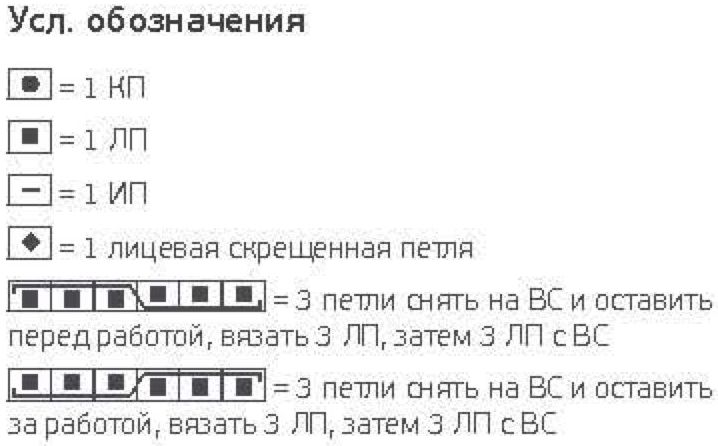 Усл. обозначения
= 1 КП
= 1 ЛП
= 1 ИП
= 1 лицевая скрещенная петля
= 3 петли снять на ВС и оставить
перед работой, вязать 3 ЛП, затем 3 ЛП с ВС
= 3 петли снять на ВС и оставить
за работой, вязать 3 ЛП, затем 3 ЛП с ВС